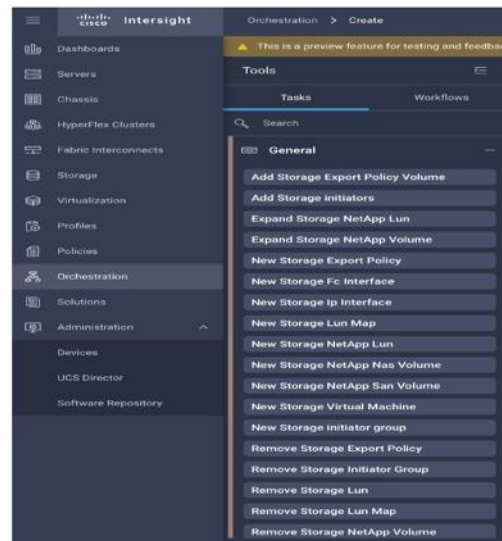 cisco Intersight
Orchestration > Create
This is a preview feature for testing and feedba
Dashboards
Servers
Chassis
HyperFlex Clusters
Fabric Interconnects
Storage
Virtualization
Profiles
Policies
Orchestration
Solutions
Administration
Devices
UCS Director
Software Repository
Tools
Tasks Workflows
Search
General
Add Storage Export Policy Volume
Add Storage initiators
Expand Storage NetApp Lun
Expand Storage NetApp Volume
New Storage Export Policy
New Storage Fc Interface
New Storage Ip Interface
New Storage Lun Map
New Storage NetApp Lun
New Storage NetApp Nas Volume
New Storage NetApp San Volume
New Storage Virtual Machine
New Storage initiator group
Remove Storage Export Policy
Remove Storage Initiator Group
Remove Storage Lun
Remove Storage Lun Map
Remove Storage NetApp Volume